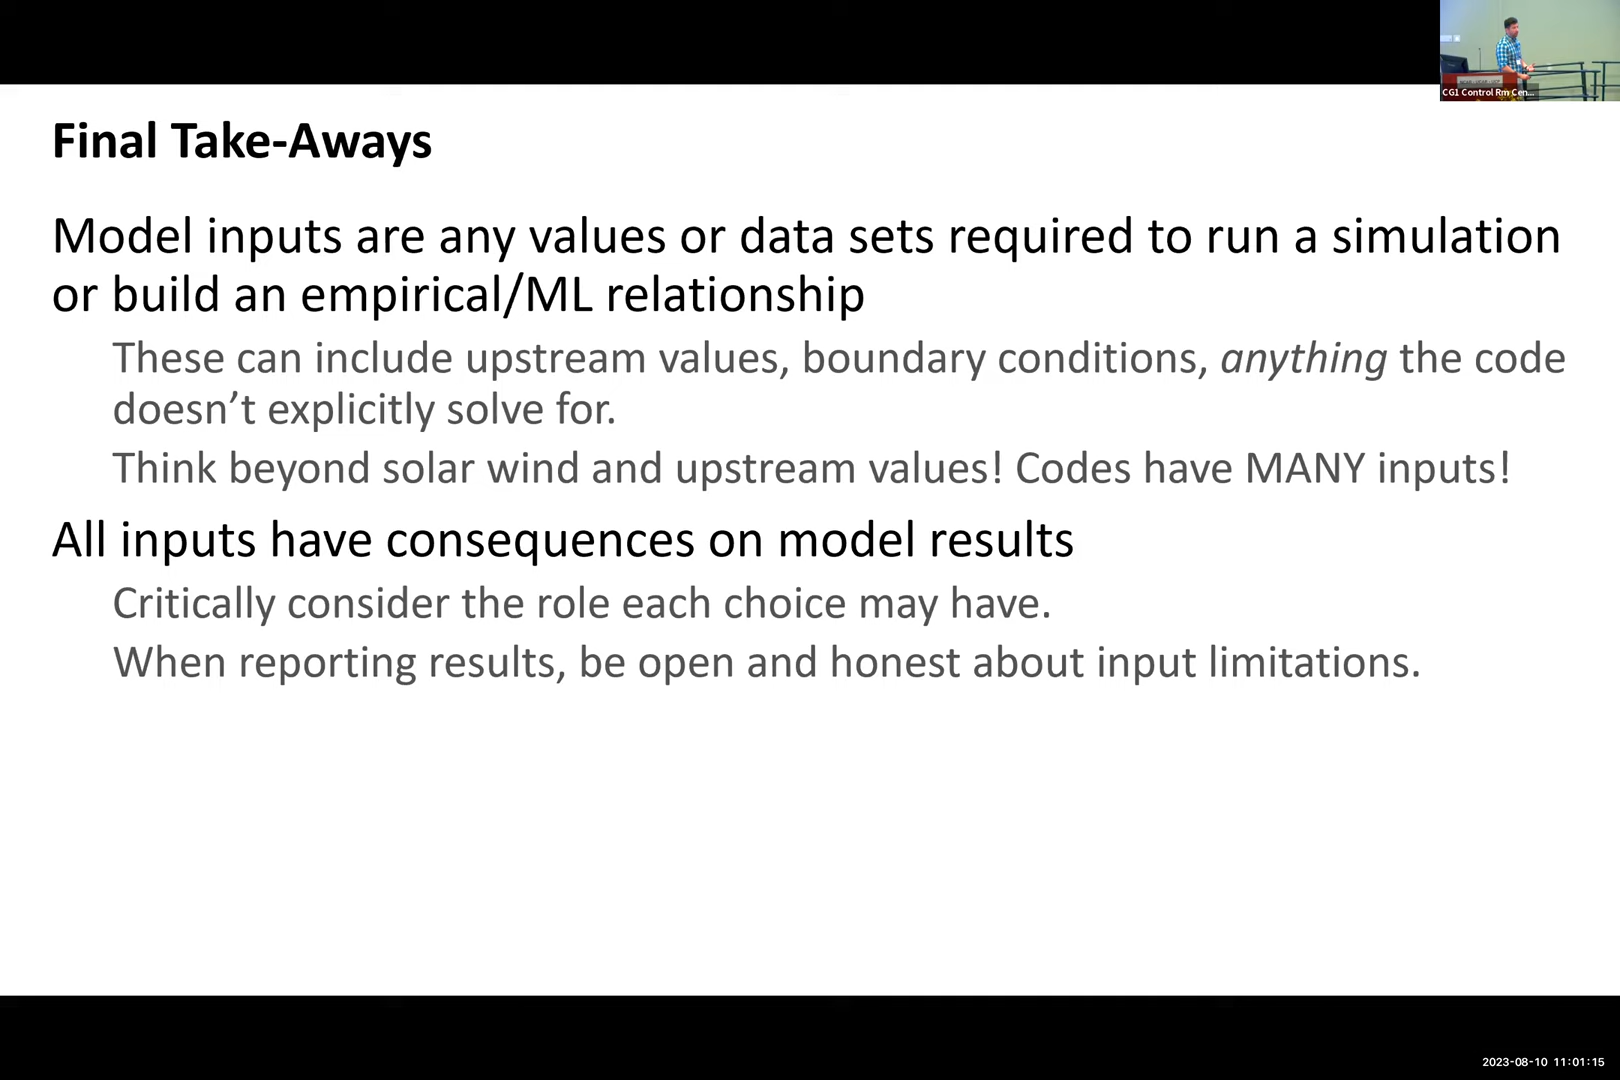 CG1 Control Rm Cen...
Final Take-Aways
Model inputs are any values or data sets required to run a simulation
or build an empirical/ML relationship
These can include upstream values, boundary conditions, anything the code
doesn’t explicitly solve for.
Think beyond solar wind and upstream values! Codes have MANY inputs!
All inputs have consequences on model results
Critically consider the role each choice may have.
When reporting results, be open and honest about input limitations.
2023-08-10 11:01:15